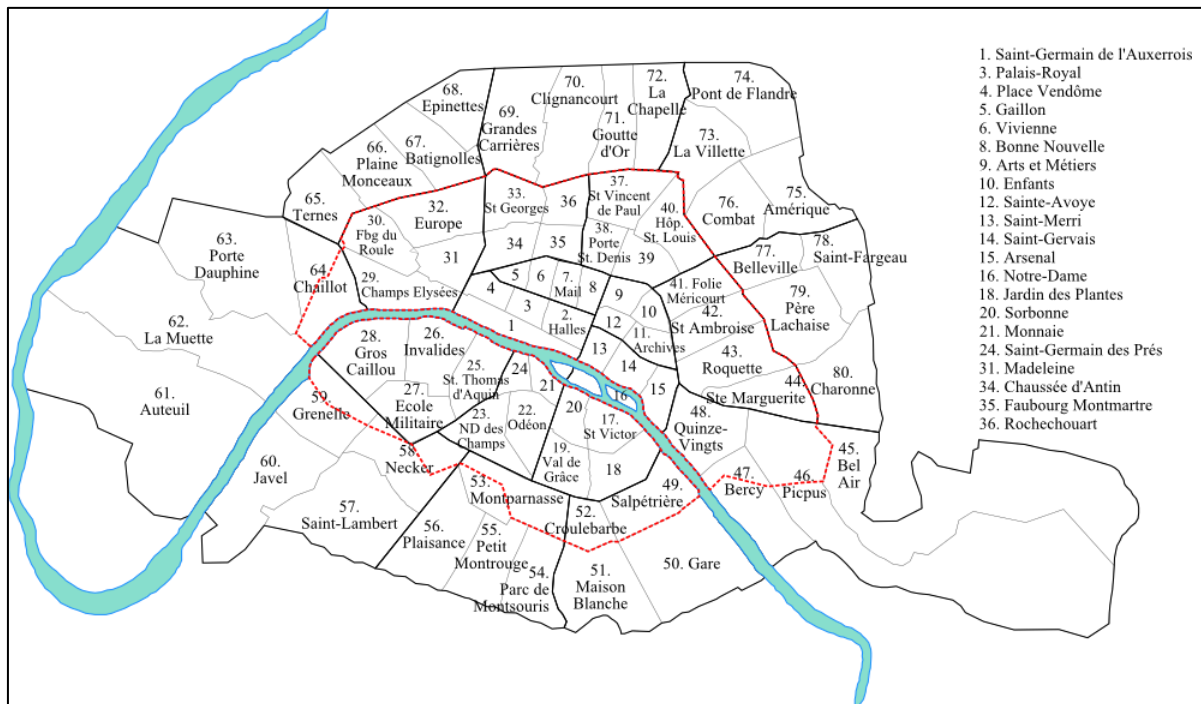 68.
Epinettes
69.
Grandes
Carrières
70.
Clignancourt
71.
Goutte
d'Or
72.
La
Chapelle
74.
Pont de Flandre
73.
La Villette
66.
Plaine
Monceaux
67.
Batignolles
65.
Ternes
30.
Fbg du
Roule
32.
Europe
33.
St Georges
36
37.
St Vincent
de Paul
40.
Hôp.
St. Louis
76.
Combat
75.
Amérique
63.
Porte
Dauphine
64.
Chaillot
29.
Champs Elysées
31
34
35
38.
Porte
St. Denis
39
77.
Belleville
78.
Saint-Fargeau
4
5
6
7.
Mail
8
9
10
41. Folie
Méricourt
42.
St Ambroise
79.
Père
Lachaise
62.
La Muette
28.
Gros
Caillou
26.
Invalides
1
3
2.
Halles
12
11.
Archives
13
14
15
43.
Roquette
44.
Ste Marguerite
80.
Charonne
61.
Auteuil
59.
Grenelle
27.
Ecole
Militaire
25.
St. Thomas
d'Aquin
24
21
16
23.
ND des
Champs
22.
Odéon
20
17.
St Victor
48.
Quinze-
Vingts
60.
Javel
58.
Necker
19.
Val de
Grâce
18
49.
Salpétrière
47.
Bercy
46.
Picpus
45.
Bel
Air
57.
Saint-Lambert
56.
Plaisance
53.
Montparnasse
55.
Petit
Montrouge
54.
Parc de
Montsouris
52.
Croulebarbe
51.
Maison
Blanche
50. Gare
1. Saint-Germain de l'Auxerrois
3. Palais-Royal
4. Place Vendôme
5. Gaillon
6. Vivienne
8. Bonne Nouvelle
9. Arts et Métiers
10. Enfants
12. Sainte-Avoye
13. Saint-Merri
14. Saint-Gervais
15. Arsenal
16. Notre-Dame
18. Jardin des Plantes
20. Sorbonne
21. Monnaie
24. Saint-Germain des Prés
31. Madeleine
34. Chaussée d'Antin
35. Faubourg Montmartre
36. Rochechouart